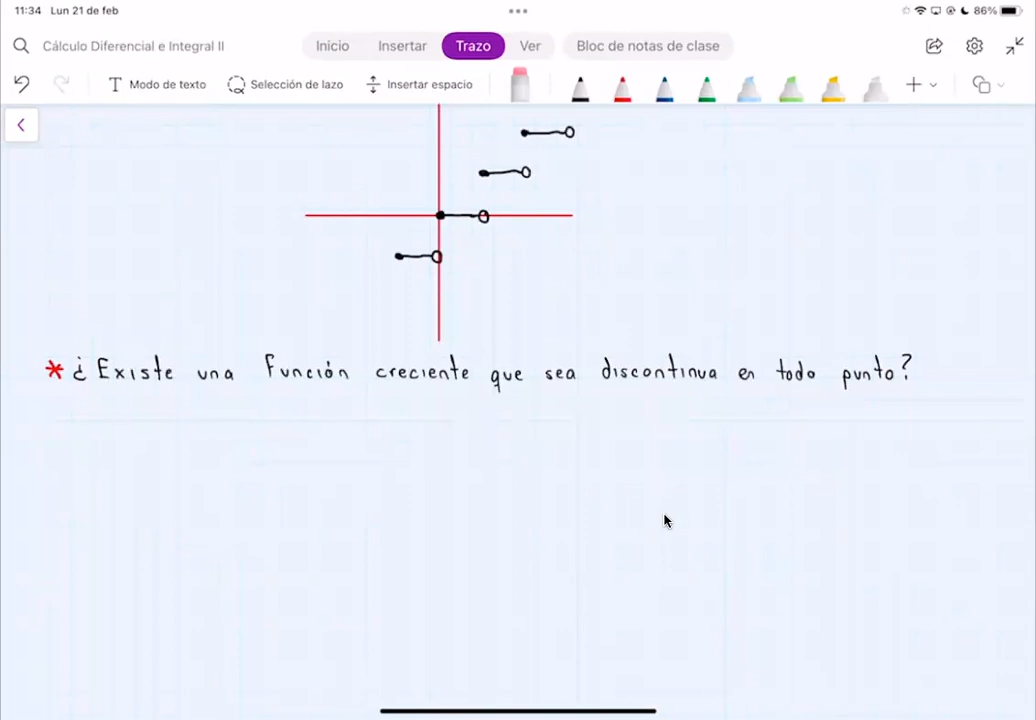 11:34 Lun 21 de feb
86%
Cálculo Diferencial e Integral II
Inicio
Insertar
Trazo
Ver
Bloc de notas de clase
Modo de texto
Selección de lazo
Insertar espacio
* ¿Existe una función creciente que sea discontinua en todo punto?